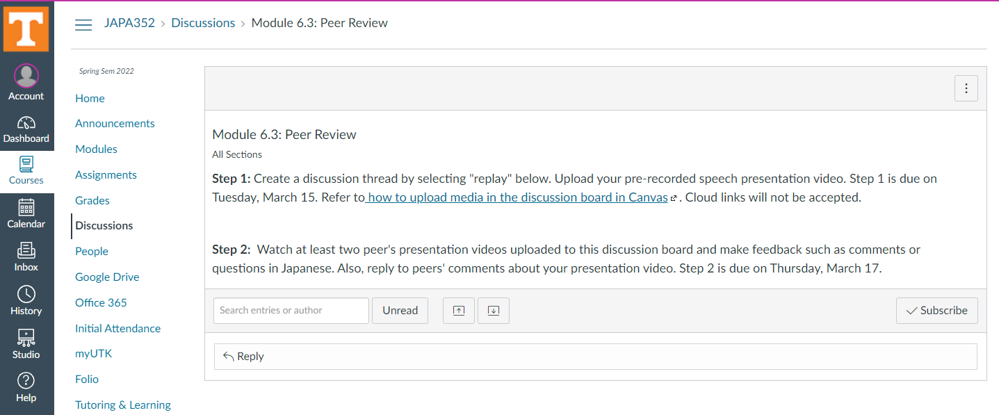 T
JAPA352 > Discussions > Module 6.3: Peer Review
Account
Dashboard
Courses
Calendar
Inbox
History
Studio
Help
Spring Sem 2022
Home
Announcements
Modules
Assignments
Grades
Discussions
People
Google Drive
Office 365
Initial Attendance
myUTK
Folio
Tutoring & Learning
Module 6.3: Peer Review
All Sections
Step 1: Create a discussion thread by selecting "replay" below. Upload your pre-recorded speech presentation video. Step 1 is due on
Tuesday, March 15. Refer to how to upload media in the discussion board in Canvas . Cloud links will not be accepted.
Step 2: Watch at least two peer's presentation videos uploaded to this discussion board and make feedback such as comments or
questions in Japanese. Also, reply to peers' comments about your presentation video. Step 2 is due on Thursday, March 17.
Search entries or author Unread Subscribe
Reply